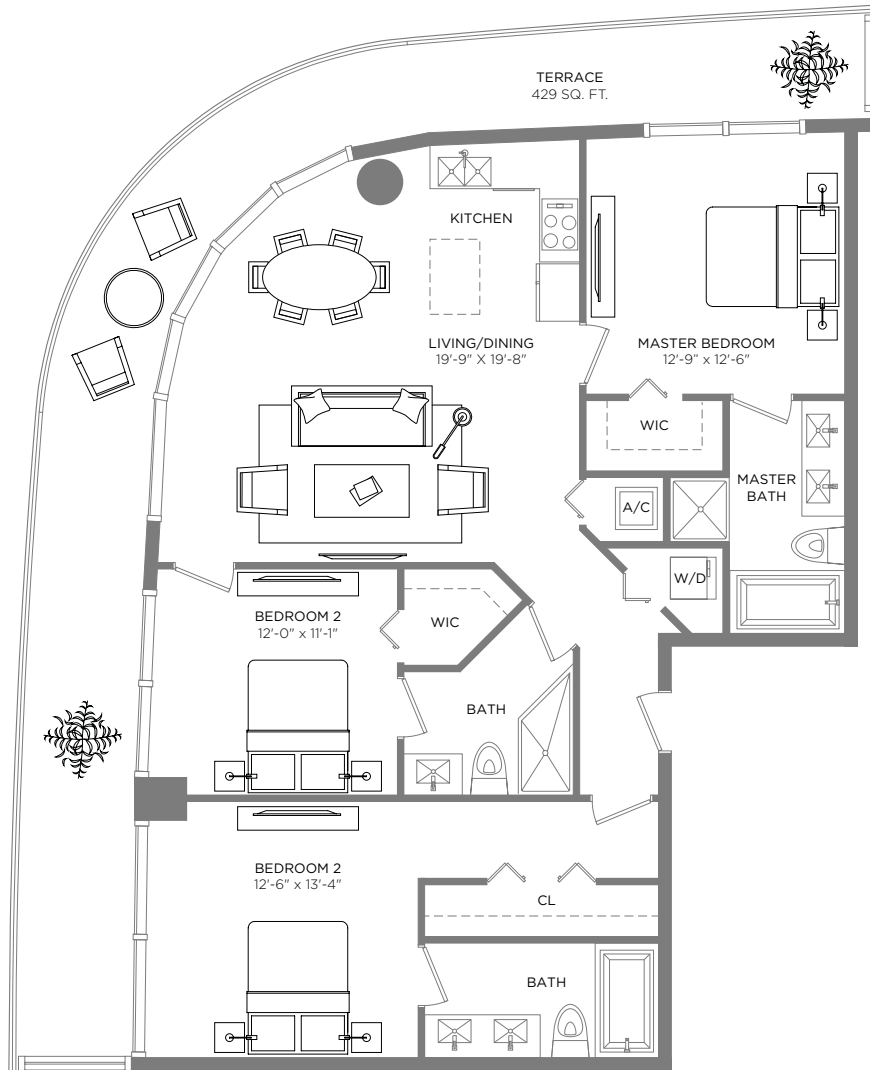 TERRACE
429 SQ. FT.
KITCHEN
LIVING/DINING
19'-9" X 19'-8"
MASTER BEDROOM
12'-9" x 12'-6"
WIC
MASTER
BATH
A/C
W/D
BEDROOM 2
12'-0" x 11'-1"
WIC
BATH
BEDROOM 2
12'-6" x 13'-4"
CL
BATH